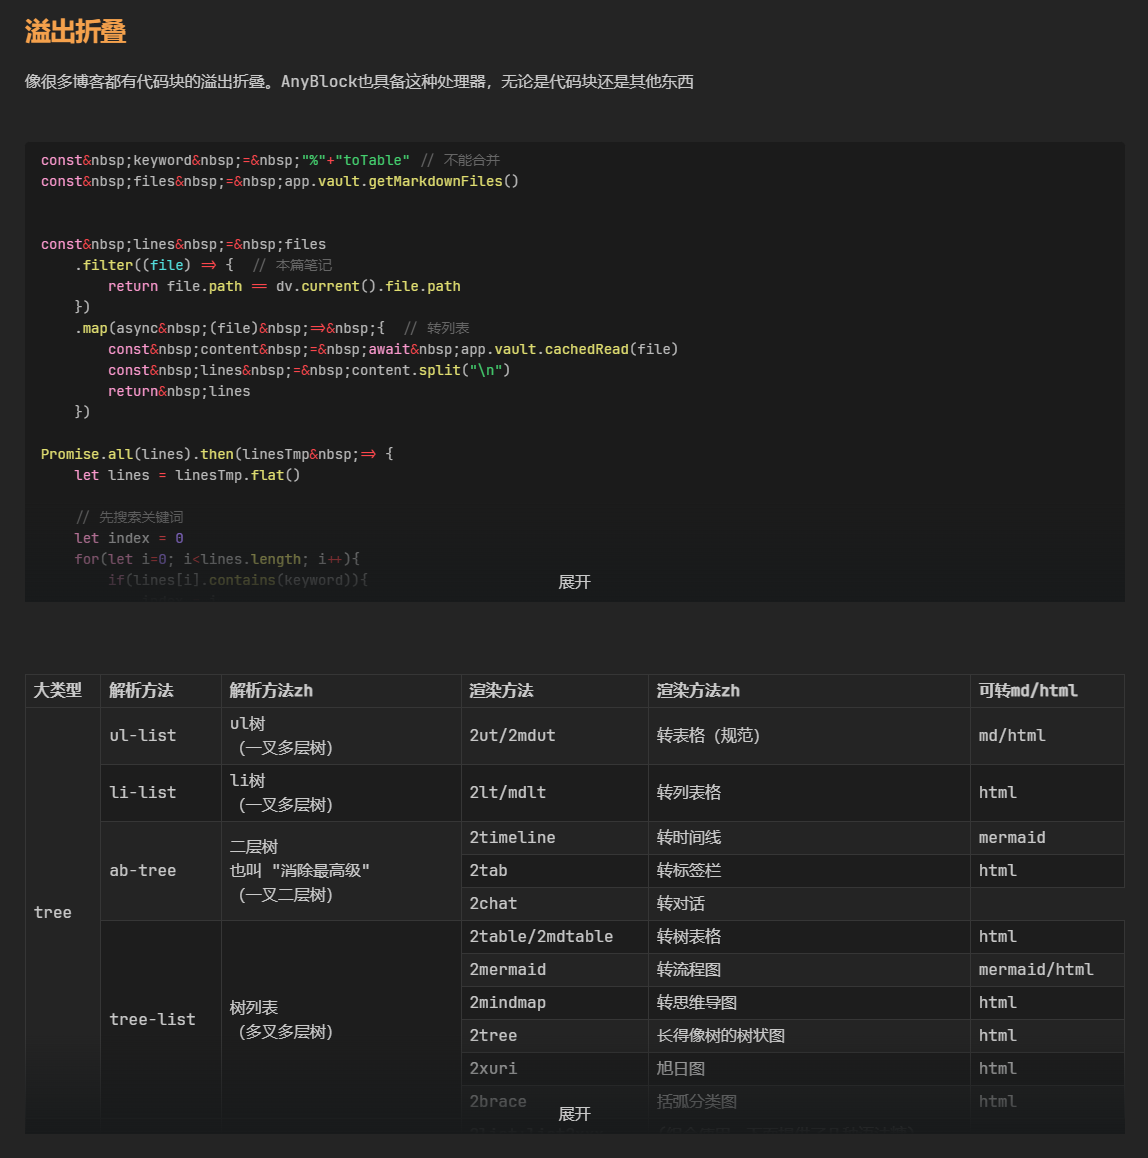 溢出折叠
像很多博客都有代码块的溢出折叠。AnyBlock也具备这种处理器，无论是代码块还是其他东西
const&nbsp;keyword&nbsp;=&nbsp;"%"+"toTable" // 不能合并
const&nbsp;files&nbsp;=&nbsp;app.vault.getMarkdownFiles()
const&nbsp;lines&nbsp;=&nbsp;files
.filter((file) => {  // 本篇笔记
return file.path == dv.current().file.path
})
.map(async&nbsp;(file)&nbsp;=>&nbsp;{  // 转列表
const&nbsp;content&nbsp;=&nbsp;await&nbsp;app.vault.cachedRead(file)
const&nbsp;lines&nbsp;=&nbsp;content.split("\n")
return&nbsp;lines
})
Promise.all(lines).then(linesTmp&nbsp;=> {
let lines = linesTmp.flat()
// 先搜索关键词
let index = 0
for(let i=0; i<lines.length; i++){
if(lines[i].contains(keyword)){
展开
大类型 解析方法 解析方法zh 渲染方法 渲染方法zh 可转md/html
tree
ul-list ul树 2ut/2mdut 转表格（规范） md/html
（一叉多层树）
li-list li树 2lt/mdlt 转列表格 html
（一叉多层树）
ab-tree 二层树
也叫 "消除最高级"
（一叉二层树）
2timeline 转时间线 mermaid
2tab 转标签栏 html
2chat 转对话
tree-list 树列表
（多叉多层树）
2table/2mdtable 转树表格 html
2mermaid 转流程图 mermaid/html
2mindmap 转思维导图 html
2tree 长得像树的树状图 html
2xuri 旭日图 html
2brace 括弧分类图 html
展开